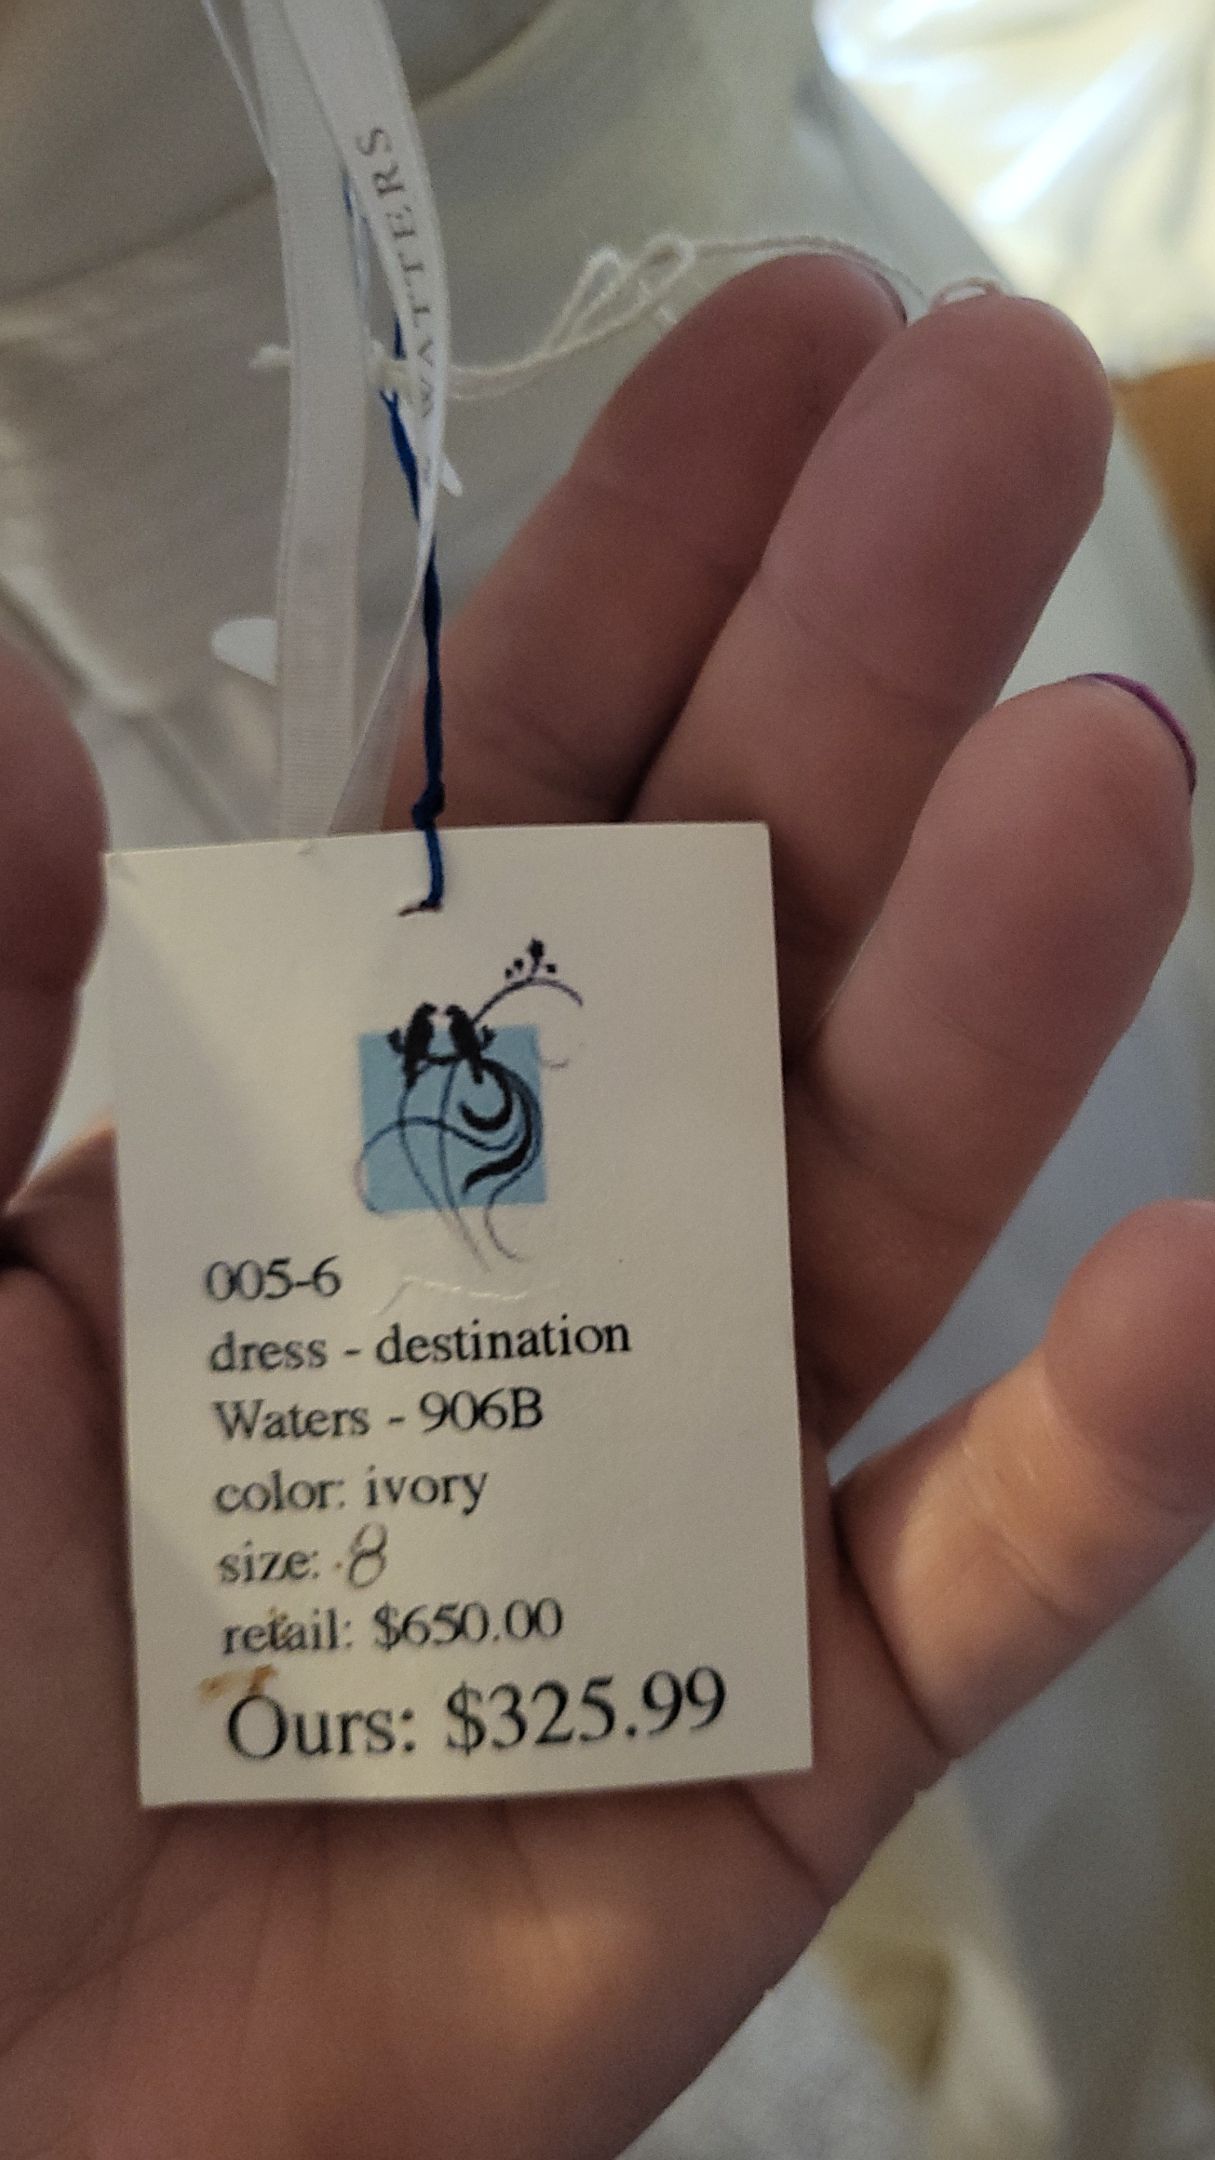 WATTERS
005-6
dress - destination
Waters - 906B
color: ivory
size: 8
retail: $650.00
Ours: $325.99